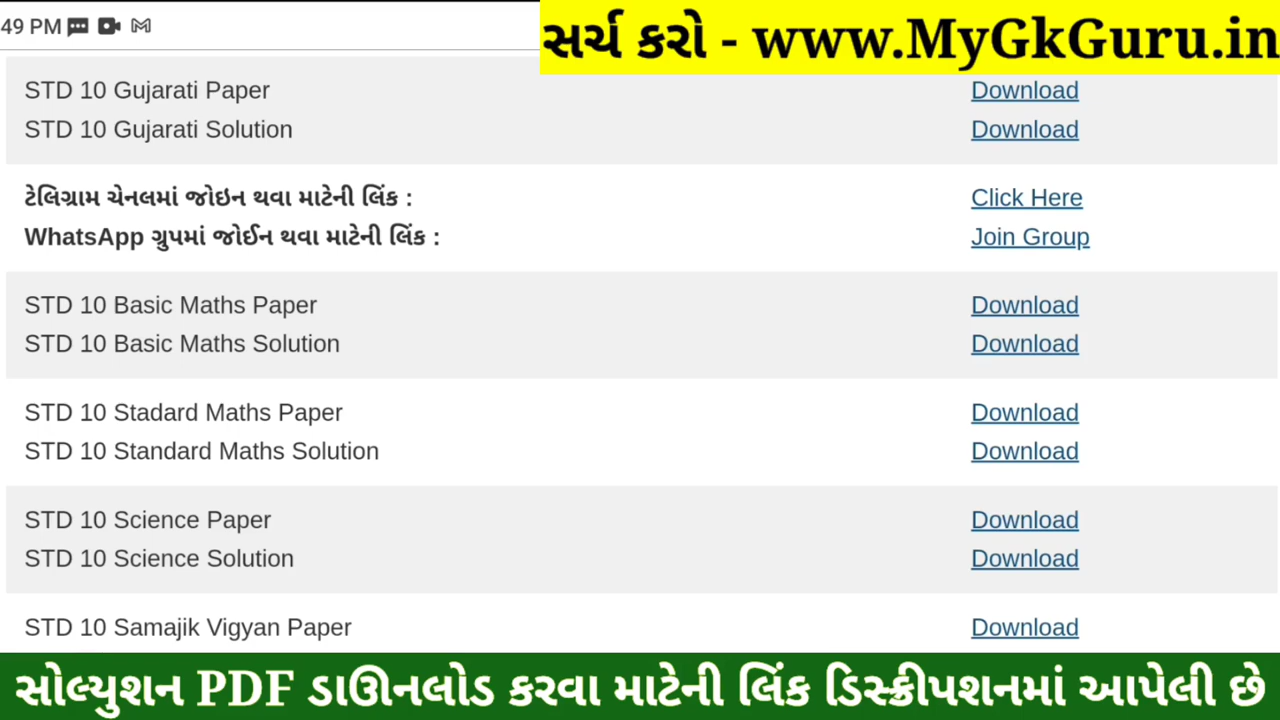 49 PM
સર્ચ કરો - www.MyGkGuru.in
STD 10 Gujarati Paper Download
STD 10 Gujarati Solution Download
ટેલિગ્રામ ચેનલમાં જોઇન થવા માટેની લિંક : Click Here
WhatsApp ગ્રુપમાં જોઈન થવા માટેની લિંક : Join Group
STD 10 Basic Maths Paper Download
STD 10 Basic Maths Solution Download
STD 10 Stadard Maths Paper Download
STD 10 Standard Maths Solution Download
STD 10 Science Paper Download
STD 10 Science Solution Download
STD 10 Samajik Vigyan Paper Download
સોલ્યુશન PDF ડાઊનલોડ કરવા માટેની લિંક ડિસ્ક્રીપશનમાં આપેલી છે